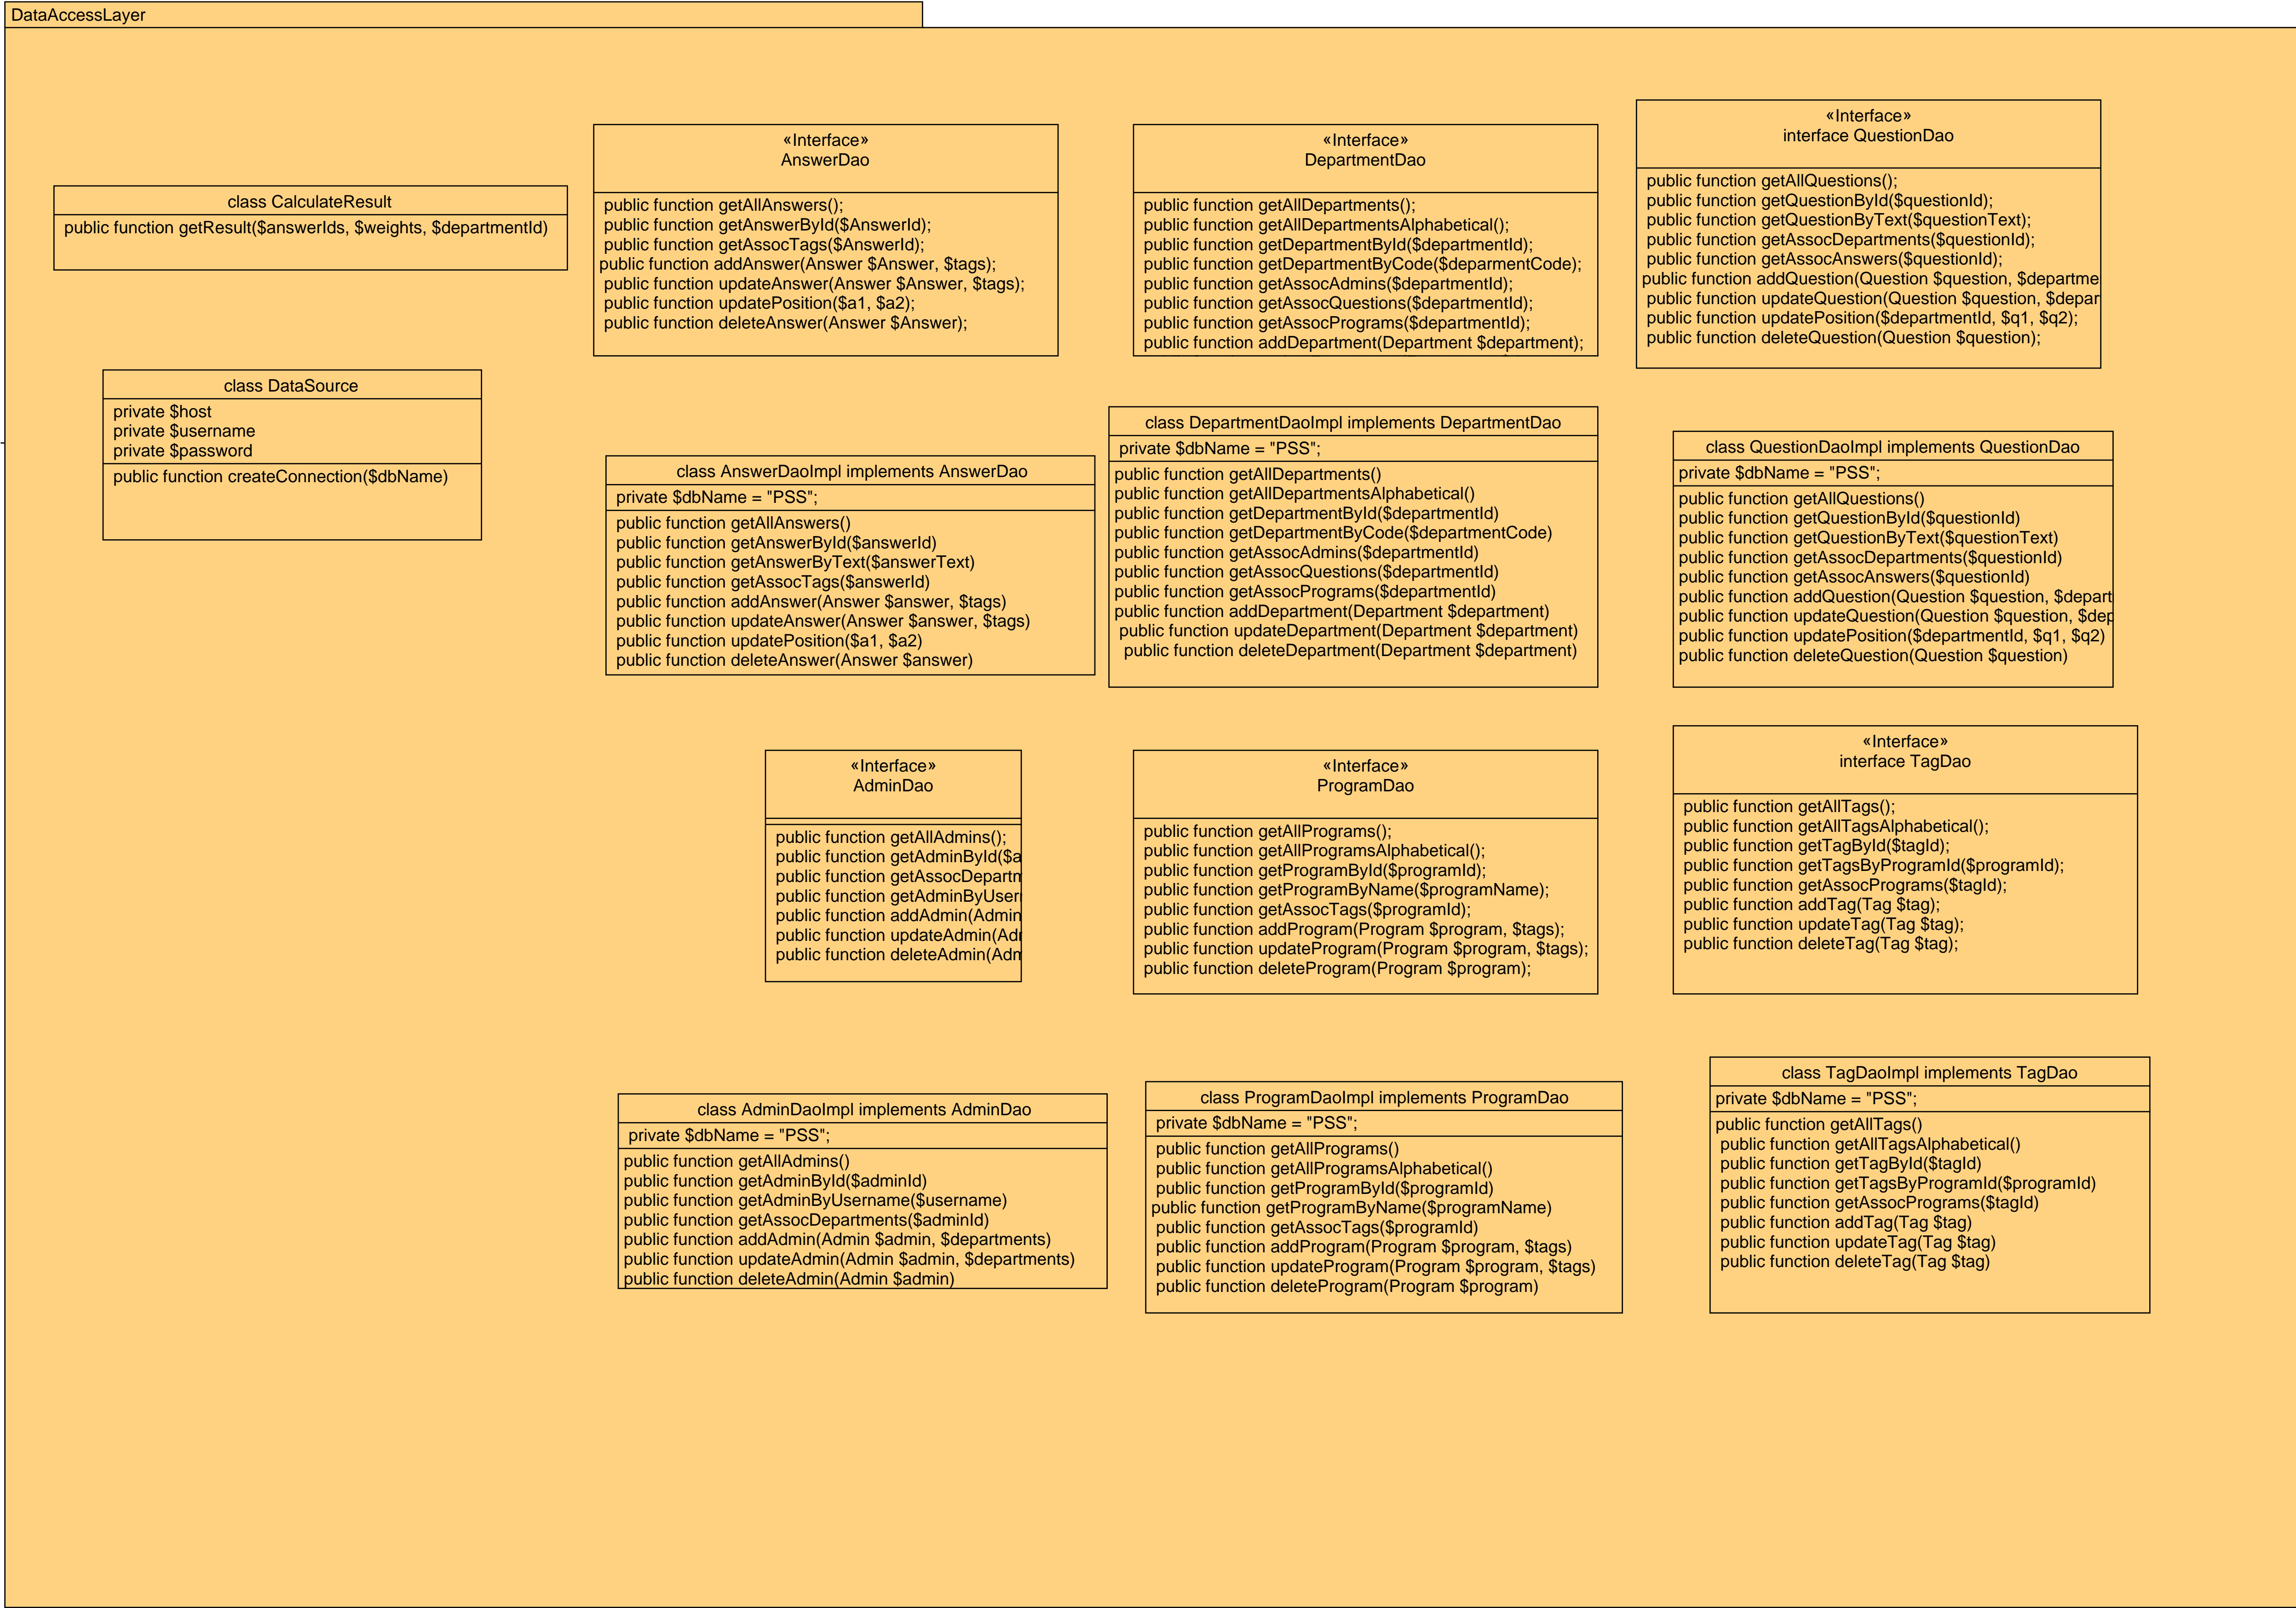 DataAccessLayer
class CalculateResult
public function getResult($answerIds, $weights, $departmentId)
class DataSource
private $host
private $username
private $password
public function createConnection($dbName)
«Interface»
AnswerDao
public function getAllAnswers();
public function getAnswerById($AnswerId);
public function getAssocTags($AnswerId);
public function addAnswer(Answer $Answer, $tags);
public function updateAnswer(Answer $Answer, $tags);
public function updatePosition($a1, $a2);
public function deleteAnswer(Answer $Answer);
«Interface»
DepartmentDao
public function getAllDepartments();
public function getAllDepartmentsAlphabetical();
public function getDepartmentById($departmentId);
public function getDepartmentByCode($deparmentCode);
public function getAssocAdmins($departmentId);
public function getAssocQuestions($departmentId);
public function getAssocPrograms($departmentId);
public function addDepartment(Department $department);
«Interface»
interface QuestionDao
public function getAllQuestions();
public function getQuestionById($questionId);
public function getQuestionByText($questionText);
public function getAssocDepartments($questionId);
public function getAssocAnswers($questionId);
public function addQuestion(Question $question, $departme
public function updateQuestion(Question $question, $depar
public function updatePosition($departmentId, $q1, $q2);
public function deleteQuestion(Question $question);
class AnswerDaoImpl implements AnswerDao
private $dbName = "PSS";
public function getAllAnswers()
public function getAnswerById($answerId)
public function getAnswerByText($answerText)
public function getAssocTags($answerId)
public function addAnswer(Answer $answer, $tags)
public function updateAnswer(Answer $answer, $tags)
public function updatePosition($a1, $a2)
public function deleteAnswer(Answer $answer)
class DepartmentDaoImpl implements DepartmentDao
private $dbName = "PSS";
public function getAllDepartments()
public function getAllDepartmentsAlphabetical()
public function getDepartmentById($departmentId)
public function getDepartmentByCode($departmentCode)
public function getAssocAdmins($departmentId)
public function getAssocQuestions($departmentId)
public function getAssocPrograms($departmentId)
public function addDepartment(Department $department)
public function updateDepartment(Department $department)
public function deleteDepartment(Department $department)
class QuestionDaoImpl implements QuestionDao
private $dbName = "PSS";
public function getAllQuestions()
public function getQuestionById($questionId)
public function getQuestionByText($questionText)
public function getAssocDepartments($questionId)
public function getAssocAnswers($questionId)
public function addQuestion(Question $question, $depart
public function updateQuestion(Question $question, $dep
public function updatePosition($departmentId, $q1, $q2)
public function deleteQuestion(Question $question)
«Interface»
AdminDao
public function getAllAdmins();
public function getAdminById($a
public function getAssocDepartn
public function getAdminByUser
public function addAdmin(Admin
public function updateAdmin(Adr
public function deleteAdmin(Adn
«Interface»
ProgramDao
public function getAllPrograms();
public function getAllProgramsAlphabetical();
public function getProgramById($programId);
public function getProgramByName($programName);
public function getAssocTags($programId);
public function addProgram(Program $program, $tags);
public function updateProgram(Program $program, $tags);
public function deleteProgram(Program $program);
«Interface»
interface TagDao
public function getAllTags();
public function getAllTagsAlphabetical();
public function getTagById($tagId);
public function getTagsByProgramId($programId);
public function getAssocPrograms($tagId);
public function addTag(Tag $tag);
public function updateTag(Tag $tag);
public function deleteTag(Tag $tag);
class AdminDaoImpl implements AdminDao
private $dbName = "PSS";
public function getAllAdmins()
public function getAdminById($adminId)
public function getAdminByUsername($username)
public function getAssocDepartments($adminId)
public function addAdmin(Admin $admin, $departments)
public function updateAdmin(Admin $admin, $departments)
public function deleteAdmin(Admin $admin)
class ProgramDaoImpl implements ProgramDao
private $dbName = "PSS";
public function getAllPrograms()
public function getAllProgramsAlphabetical()
public function getProgramById($programId)
public function getProgramByName($programName)
public function getAssocTags($programId)
public function addProgram(Program $program, $tags)
public function updateProgram(Program $program, $tags)
public function deleteProgram(Program $program)
class TagDaoImpl implements TagDao
private $dbName = "PSS";
public function getAllTags()
public function getAllTagsAlphabetical()
public function getTagById($tagId)
public function getTagsByProgramId($programId)
public function getAssocPrograms($tagId)
public function addTag(Tag $tag)
public function updateTag(Tag $tag)
public function deleteTag(Tag $tag)